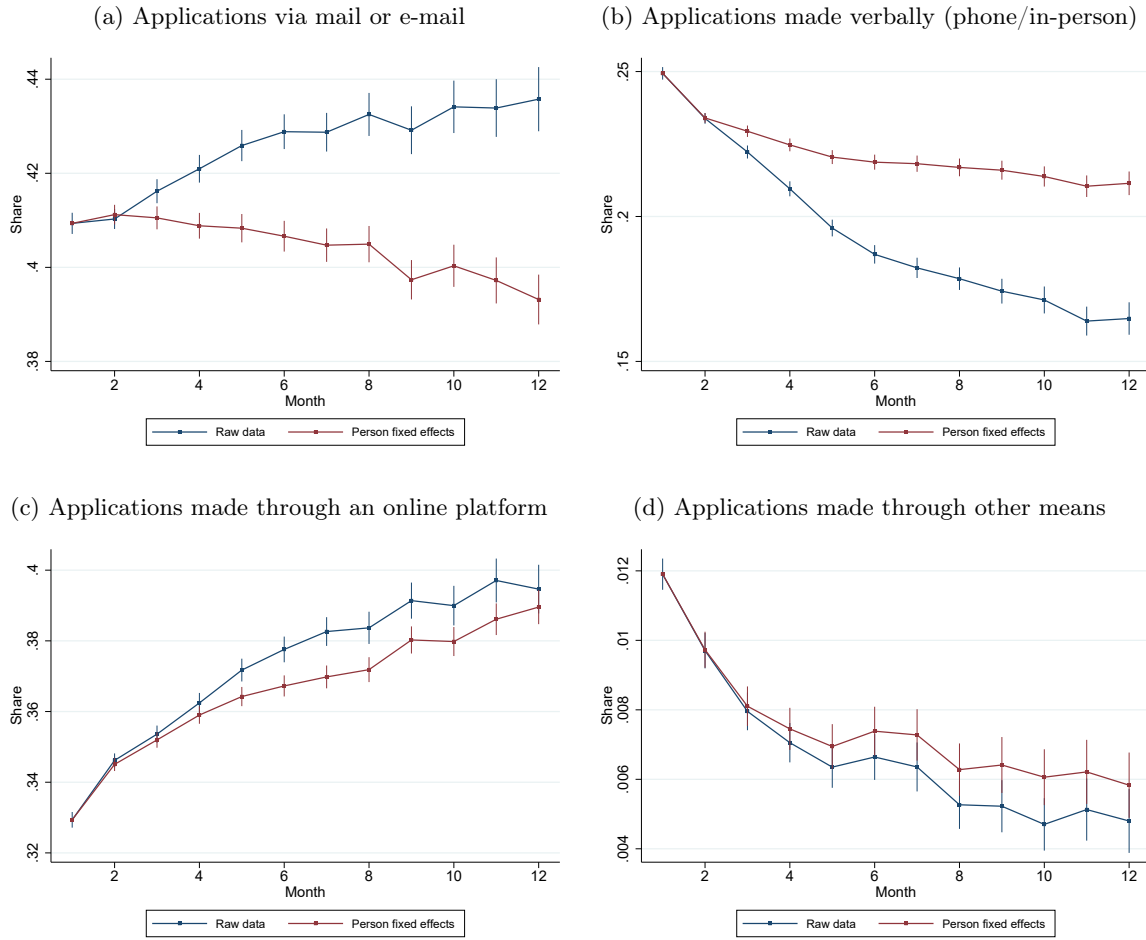 (a) Applications via mail or e-mail
.44
.42
.4
.38
Share
2 4 6 8 10 12
Month
Raw data Person fixed effects
(b) Applications made verbally (phone/in-person)
.25
.2
.15
Share
2 4 6 8 10 12
Month
Raw data Person fixed effects
(c) Applications made through an online platform
.4
.38
.36
.34
.32
Share
2 4 6 8 10 12
Month
Raw data Person fixed effects
(d) Applications made through other means
.012
.01
.008
.006
.004
Share
2 4 6 8 10 12
Month
Raw data Person fixed effects